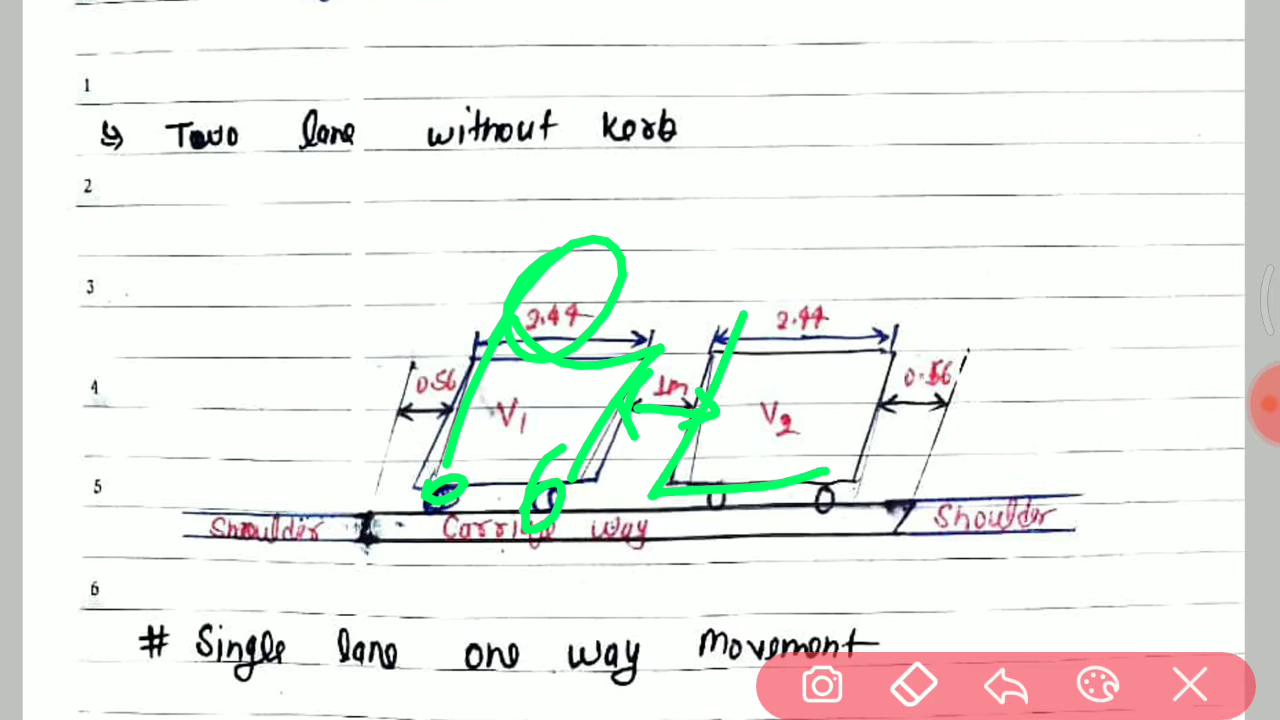 1
↳ Two lane without Kerb
2
3
2.44 2.44
4
0.56 1m 0.56
V1 V2
5
Shoulder Carriage way Shoulder
6
# Single lane one way Movement